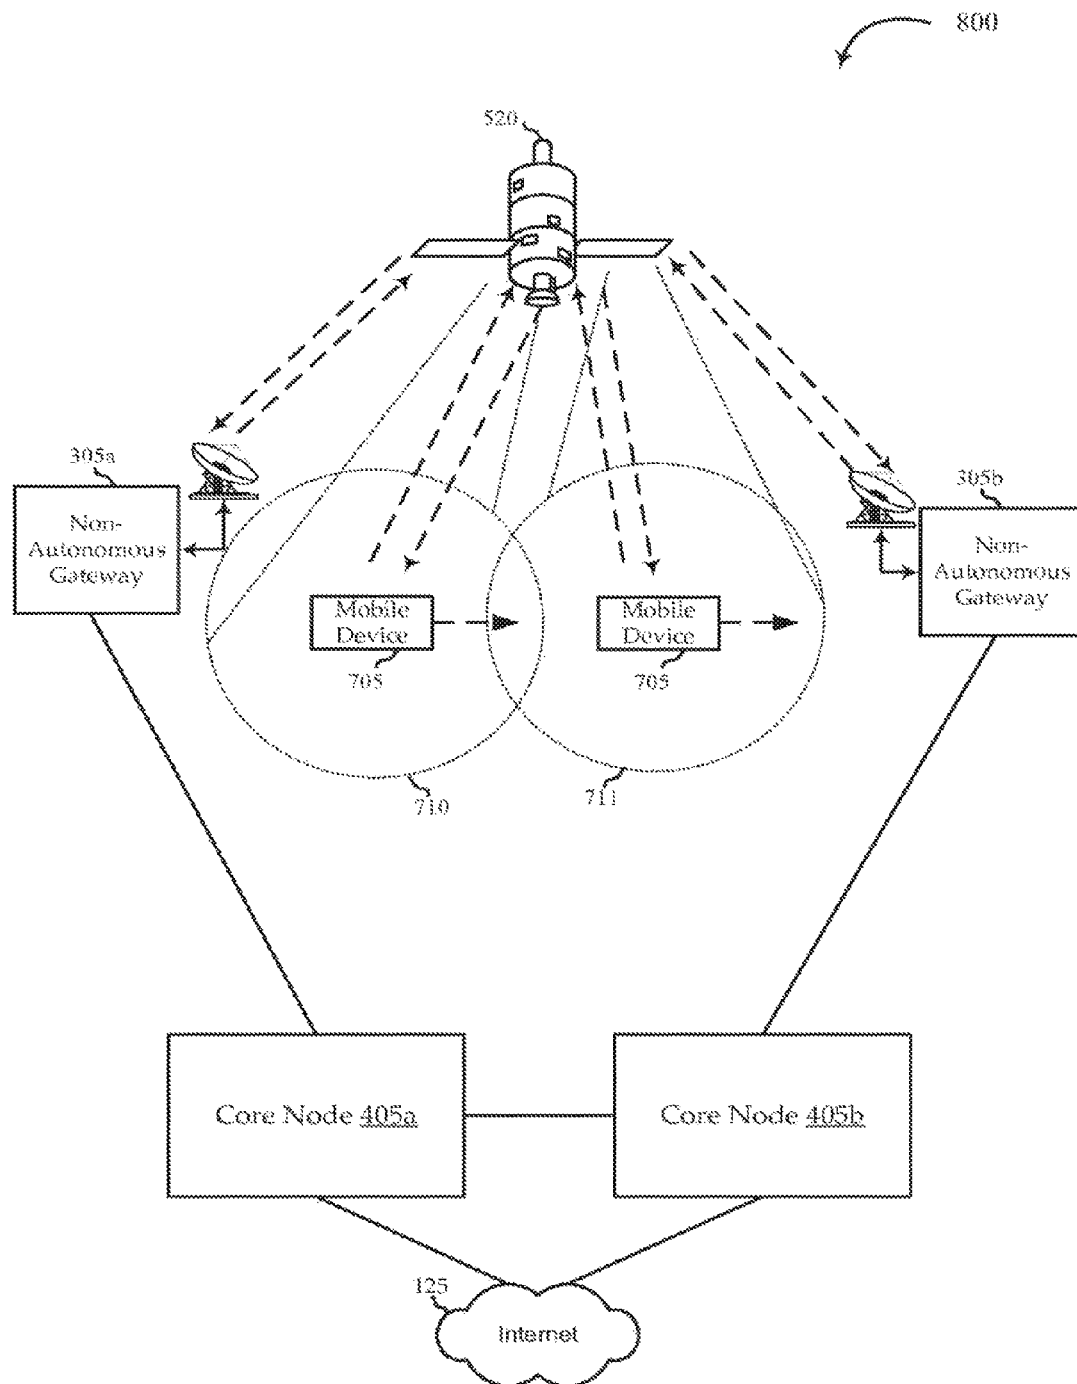 800
520
305a
Non-
Autonomous
Gateway
305b
Non-
Autonomous
Gateway
Mobile
Device
705
Mobile
Device
705
710
711
Core Node 405a
Core Node 405b
125
Internet